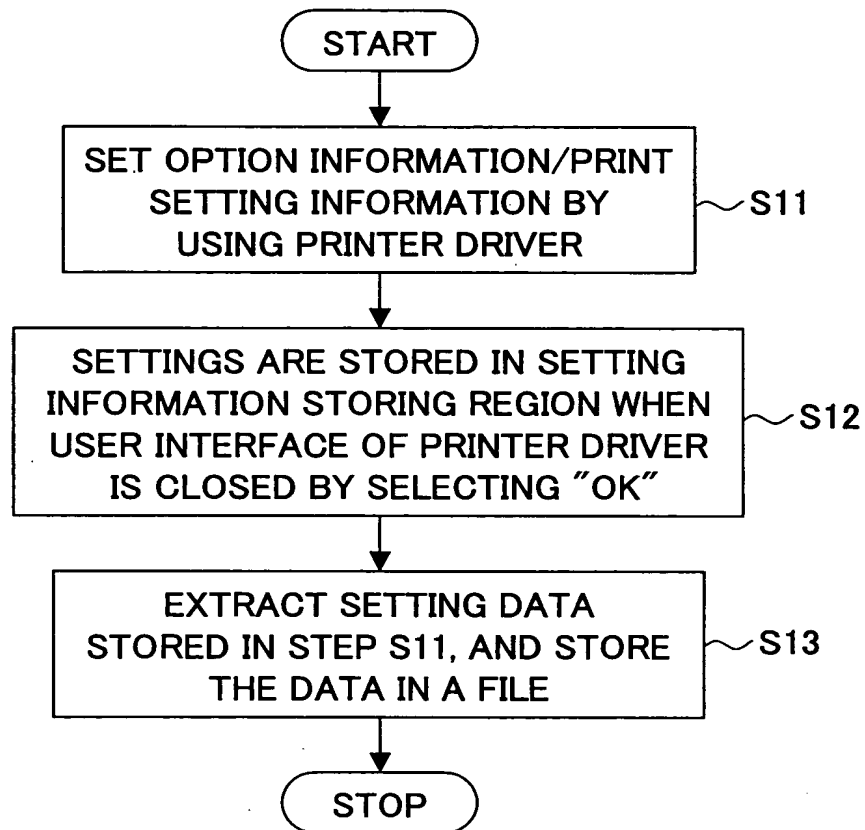 START
SET OPTION INFORMATION/PRINT
SETTING INFORMATION BY
USING PRINTER DRIVER
S11
SETTINGS ARE STORED IN SETTING
INFORMATION STORING REGION WHEN
USER INTERFACE OF PRINTER DRIVER
IS CLOSED BY SELECTING "OK"
S12
EXTRACT SETTING DATA
STORED IN STEP S11, AND STORE
THE DATA IN A FILE
S13
STOP